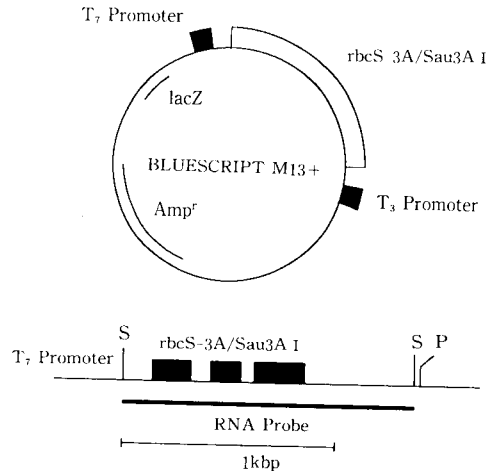 T₇ Promoter
rbcS 3A/Sau3A I
lacZ
BLUESCRIPT M13+
Ampʳ
T₃ Promoter
S
rbcS-3A/Sau3A I
S P
T₇ Promoter
RNA Probe
1kbp